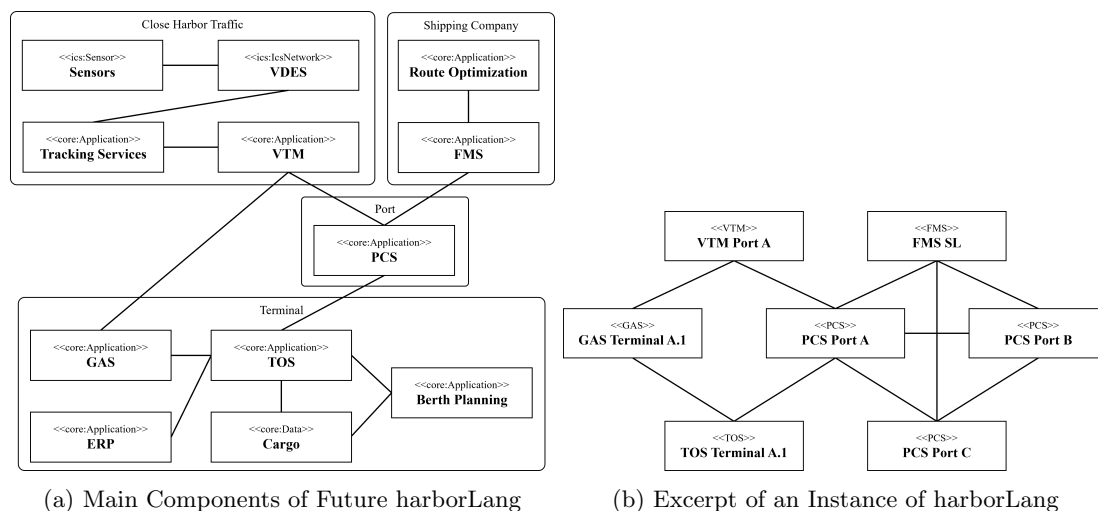 Close Harbor Traffic
<<ics:Sensor>>
Sensors
<<ics:IcsNetwork>>
VDES
<<core:Application>>
Tracking Services
<<core:Application>>
VTM
Shipping Company
<<core:Application>>
Route Optimization
<<core:Application>>
FMS
Port
<<core:Application>>
PCS
Terminal
<<core:Application>>
GAS
<<core:Application>>
TOS
<<core:Application>>
Berth Planning
<<core:Application>>
ERP
<<core:Data>>
Cargo
(a) Main Components of Future harborLang
<<VTM>>
VTM Port A
<<FMS>>
FMS SL
<<GAS>>
GAS Terminal A.1
<<PCS>>
PCS Port A
<<PCS>>
PCS Port B
<<TOS>>
TOS Terminal A.1
<<PCS>>
PCS Port C
(b) Excerpt of an Instance of harborLang